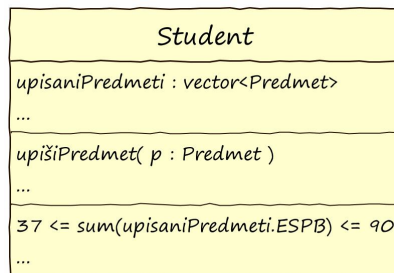 Student
upisaniPredmeti : vector<Predmet>
...
upišiPredmet( p : Predmet )
...
37 <= sum(upisaniPredmeti.ESPB) <= 90
...